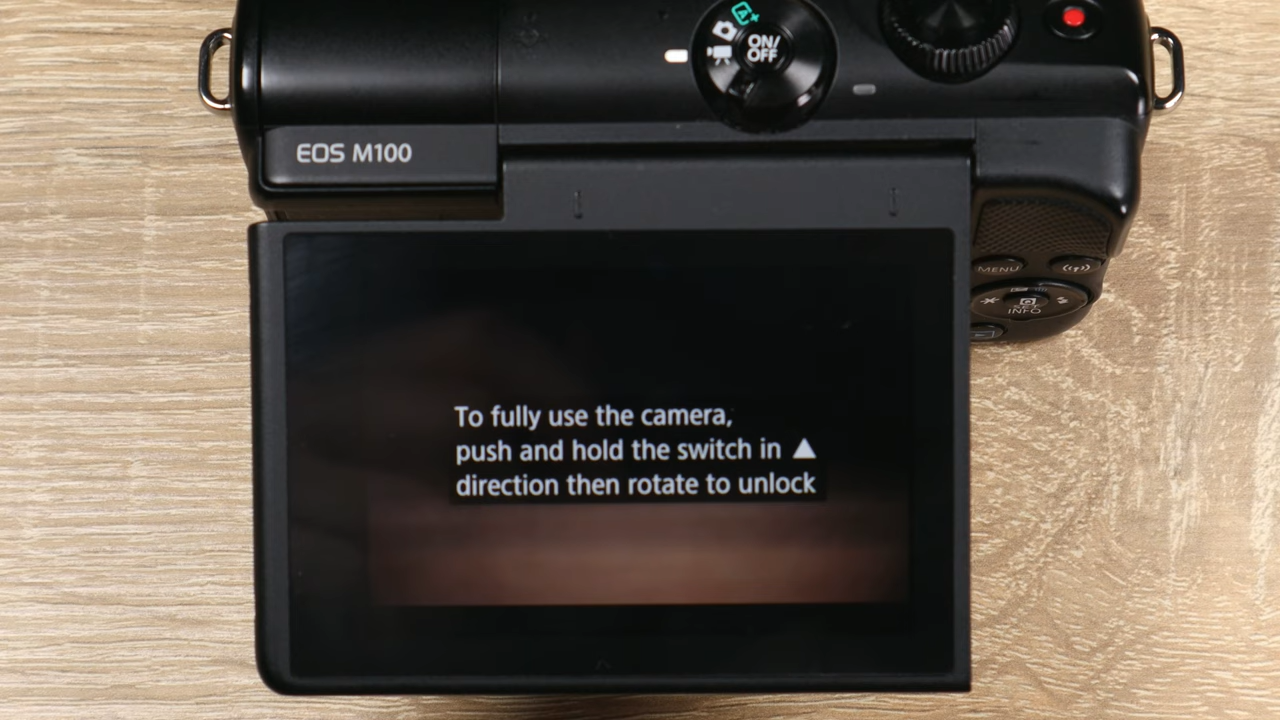 ON/
OFF
EOS M100
MENU
INFO
To fully use the camera,
push and hold the switch in ▲
direction then rotate to unlock